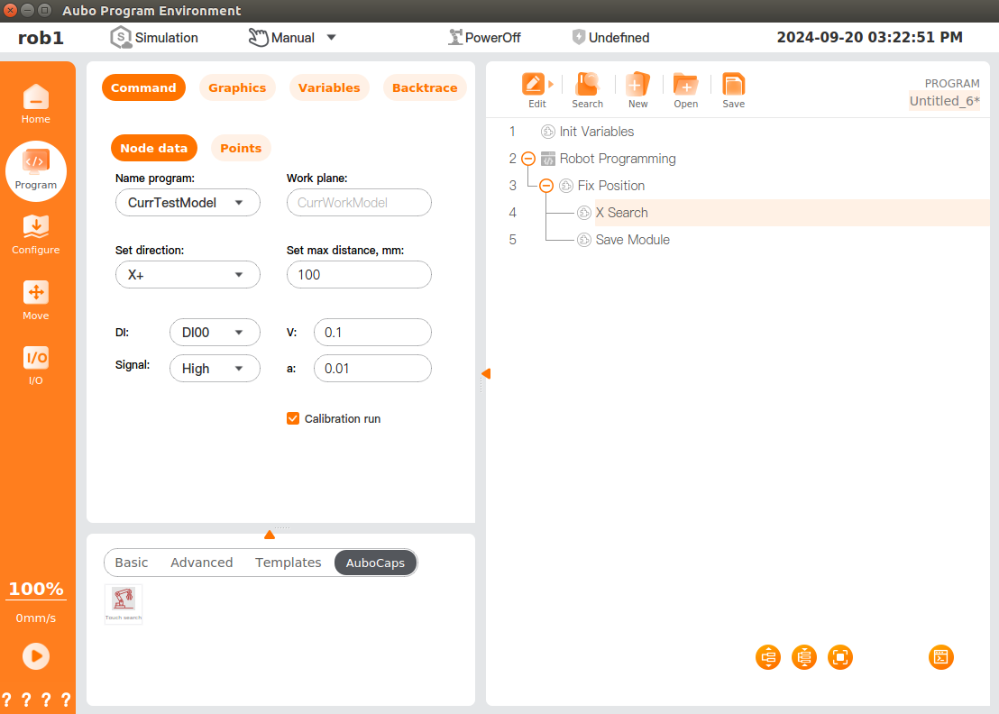 Aubo Program Environment
rob1
S Simulation
Manual
PowerOff
Undefined
2024-09-20 03:22:51 PM
Home
Program
Configure
Move
I/O
I/O
100%
0mm/s
? ? ? ?
Command Graphics Variables Backtrace
Node data Points
Name program: Work plane:
CurrTestModel CurrWorkModel
Set direction: Set max distance, mm:
X+ 100
DI: DI00 V: 0.1
Signal: High a: 0.01
Calibration run
Basic Advanced Templates AuboCaps
Touch search
Edit Search New Open Save
PROGRAM
Untitled_6*
1 Init Variables
2 Robot Programming
3 Fix Position
4 X Search
5 Save Module